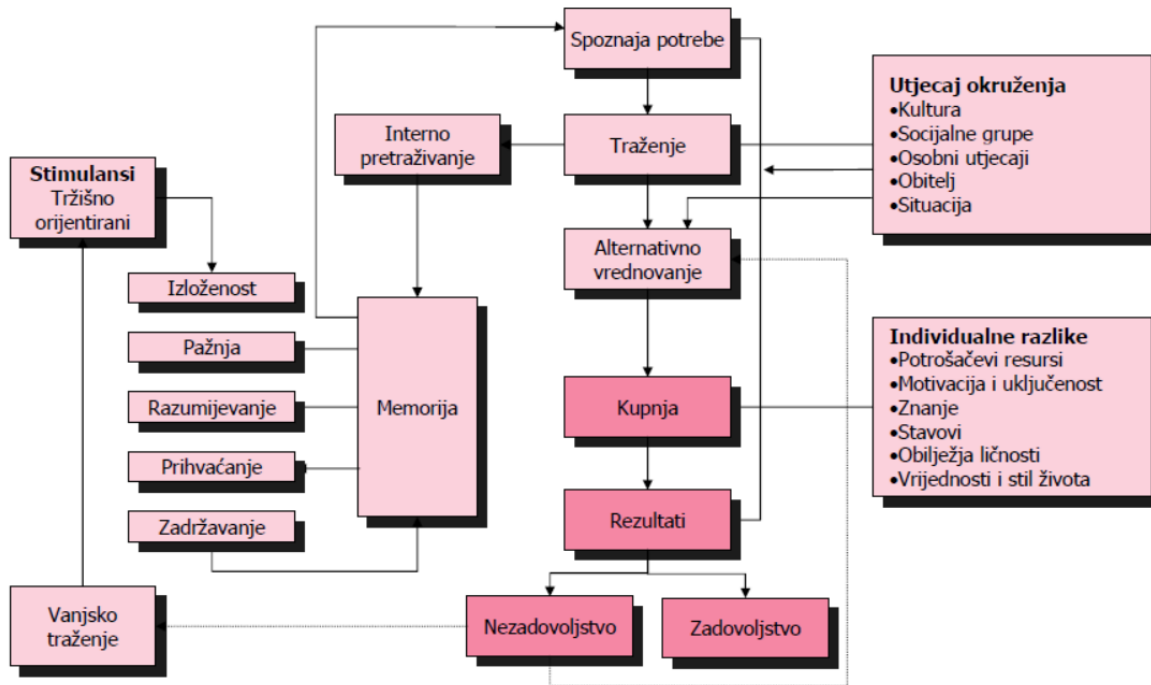 Spoznaja potrebe
Utjecaj okruženja
•Kultura
•Socijalne grupe
•Osobni utjecaji
•Obitelj
•Situacija
Interno
pretraživanje
Traženje
Stimulansi
Tržišno
orijentirani
Alternativno
vrednovanje
Izloženost
Pažnja
Razumijevanje
Prihvaćanje
Zadržavanje
Memorija
Individualne razlike
•Potrošačevi resursi
•Motivacija i uključenost
•Znanje
•Stavovi
•Obilježja ličnosti
•Vrijednosti i stil života
Kupnja
Rezultati
Vanjsko
traženje
Nezadovoljstvo
Zadovoljstvo